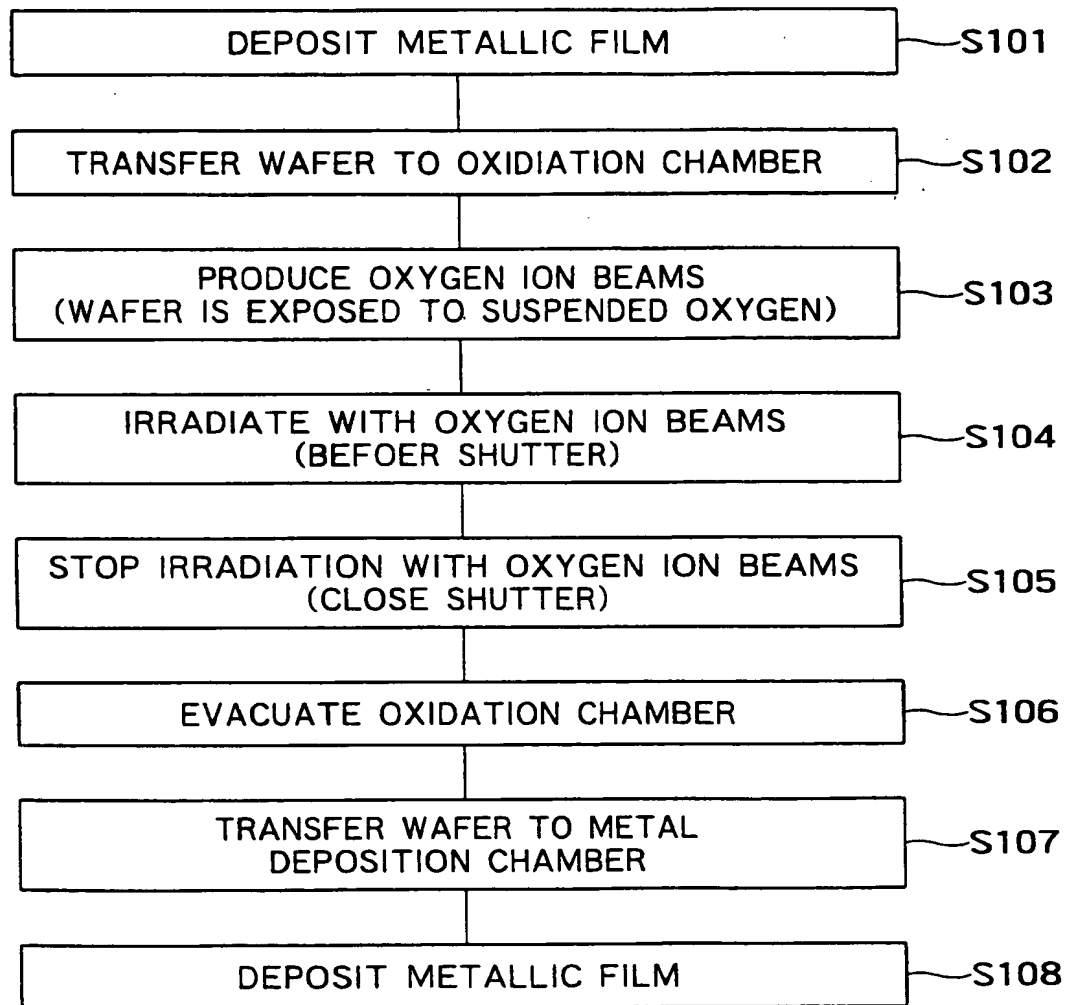 DEPOSIT METALLIC FILM
S101
TRANSFER WAFER TO OXIDIATION CHAMBER
S102
PRODUCE OXYGEN ION BEAMS
(WAFER IS EXPOSED TO SUSPENDED OXYGEN)
S103
IRRADIATE WITH OXYGEN ION BEAMS
(BEFOER SHUTTER)
S104
STOP IRRADIATION WITH OXYGEN ION BEAMS
(CLOSE SHUTTER)
S105
EVACUATE OXIDATION CHAMBER
S106
TRANSFER WAFER TO METAL
DEPOSITION CHAMBER
S107
DEPOSIT METALLIC FILM
S108